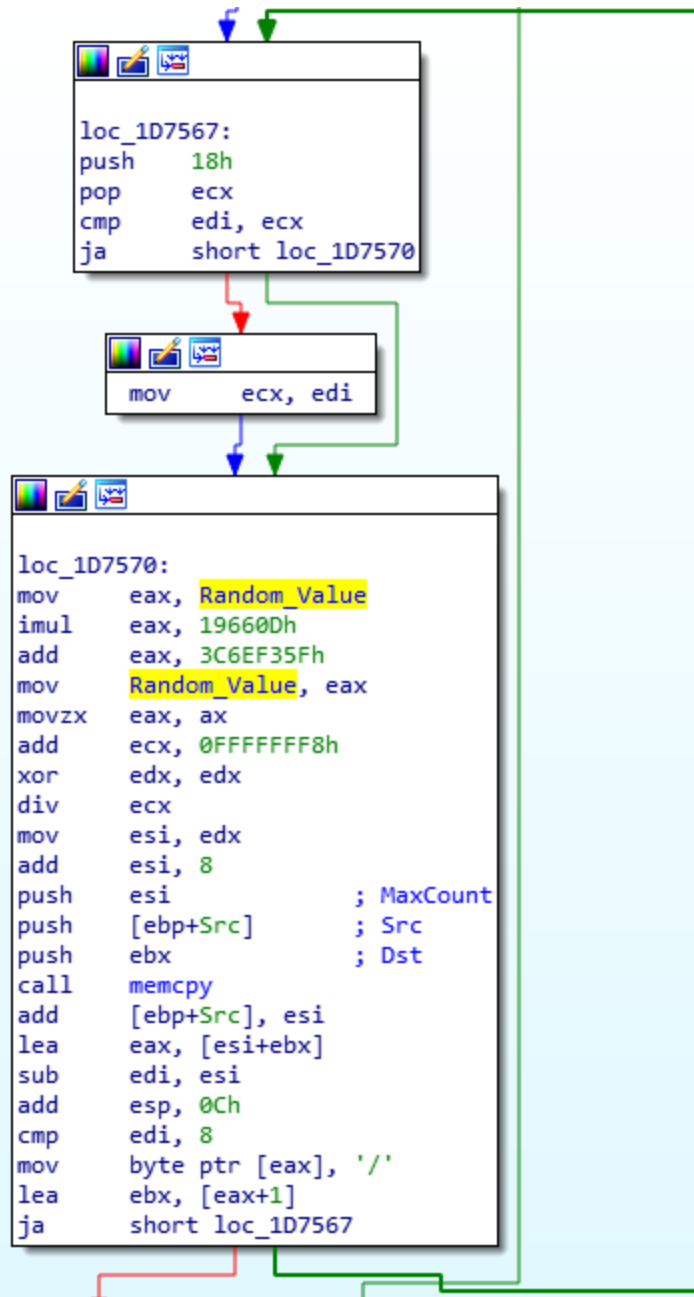 loc_1D7567:
push 18h
pop ecx
cmp edi, ecx
ja short loc_1D7570
mov ecx, edi
loc_1D7570:
mov eax, Random_Value
imul eax, 19660Dh
add eax, 3C6EF35Fh
mov Random_Value, eax
movzx eax, ax
add ecx, 0FFFFFFF8h
xor edx, edx
div ecx
mov esi, edx
add esi, 8
push esi ; MaxCount
push [ebp+Src] ; Src
push ebx ; Dst
call memcpy
add [ebp+Src], esi
lea eax, [esi+ebx]
sub edi, esi
add esp, 0Ch
cmp edi, 8
mov byte ptr [eax], '/'
lea ebx, [eax+1]
ja short loc_1D7567